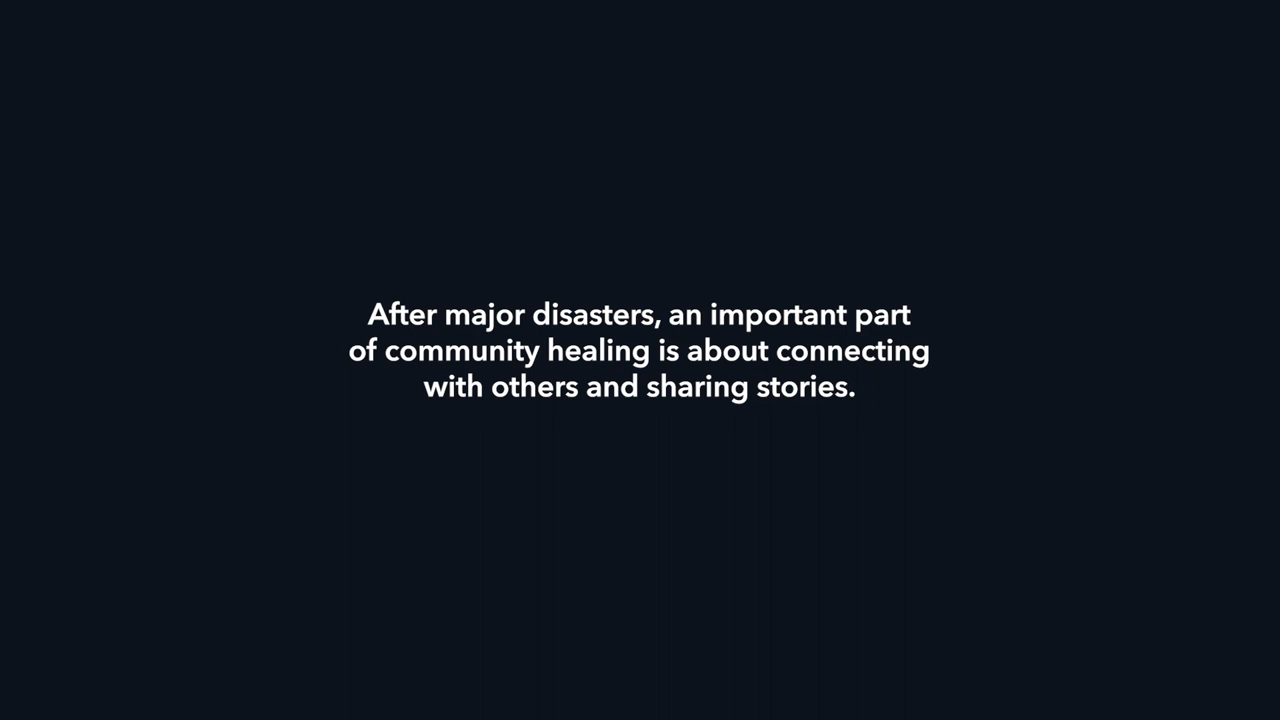 After major disasters, an important part
of community healing is about connecting
with others and sharing stories.